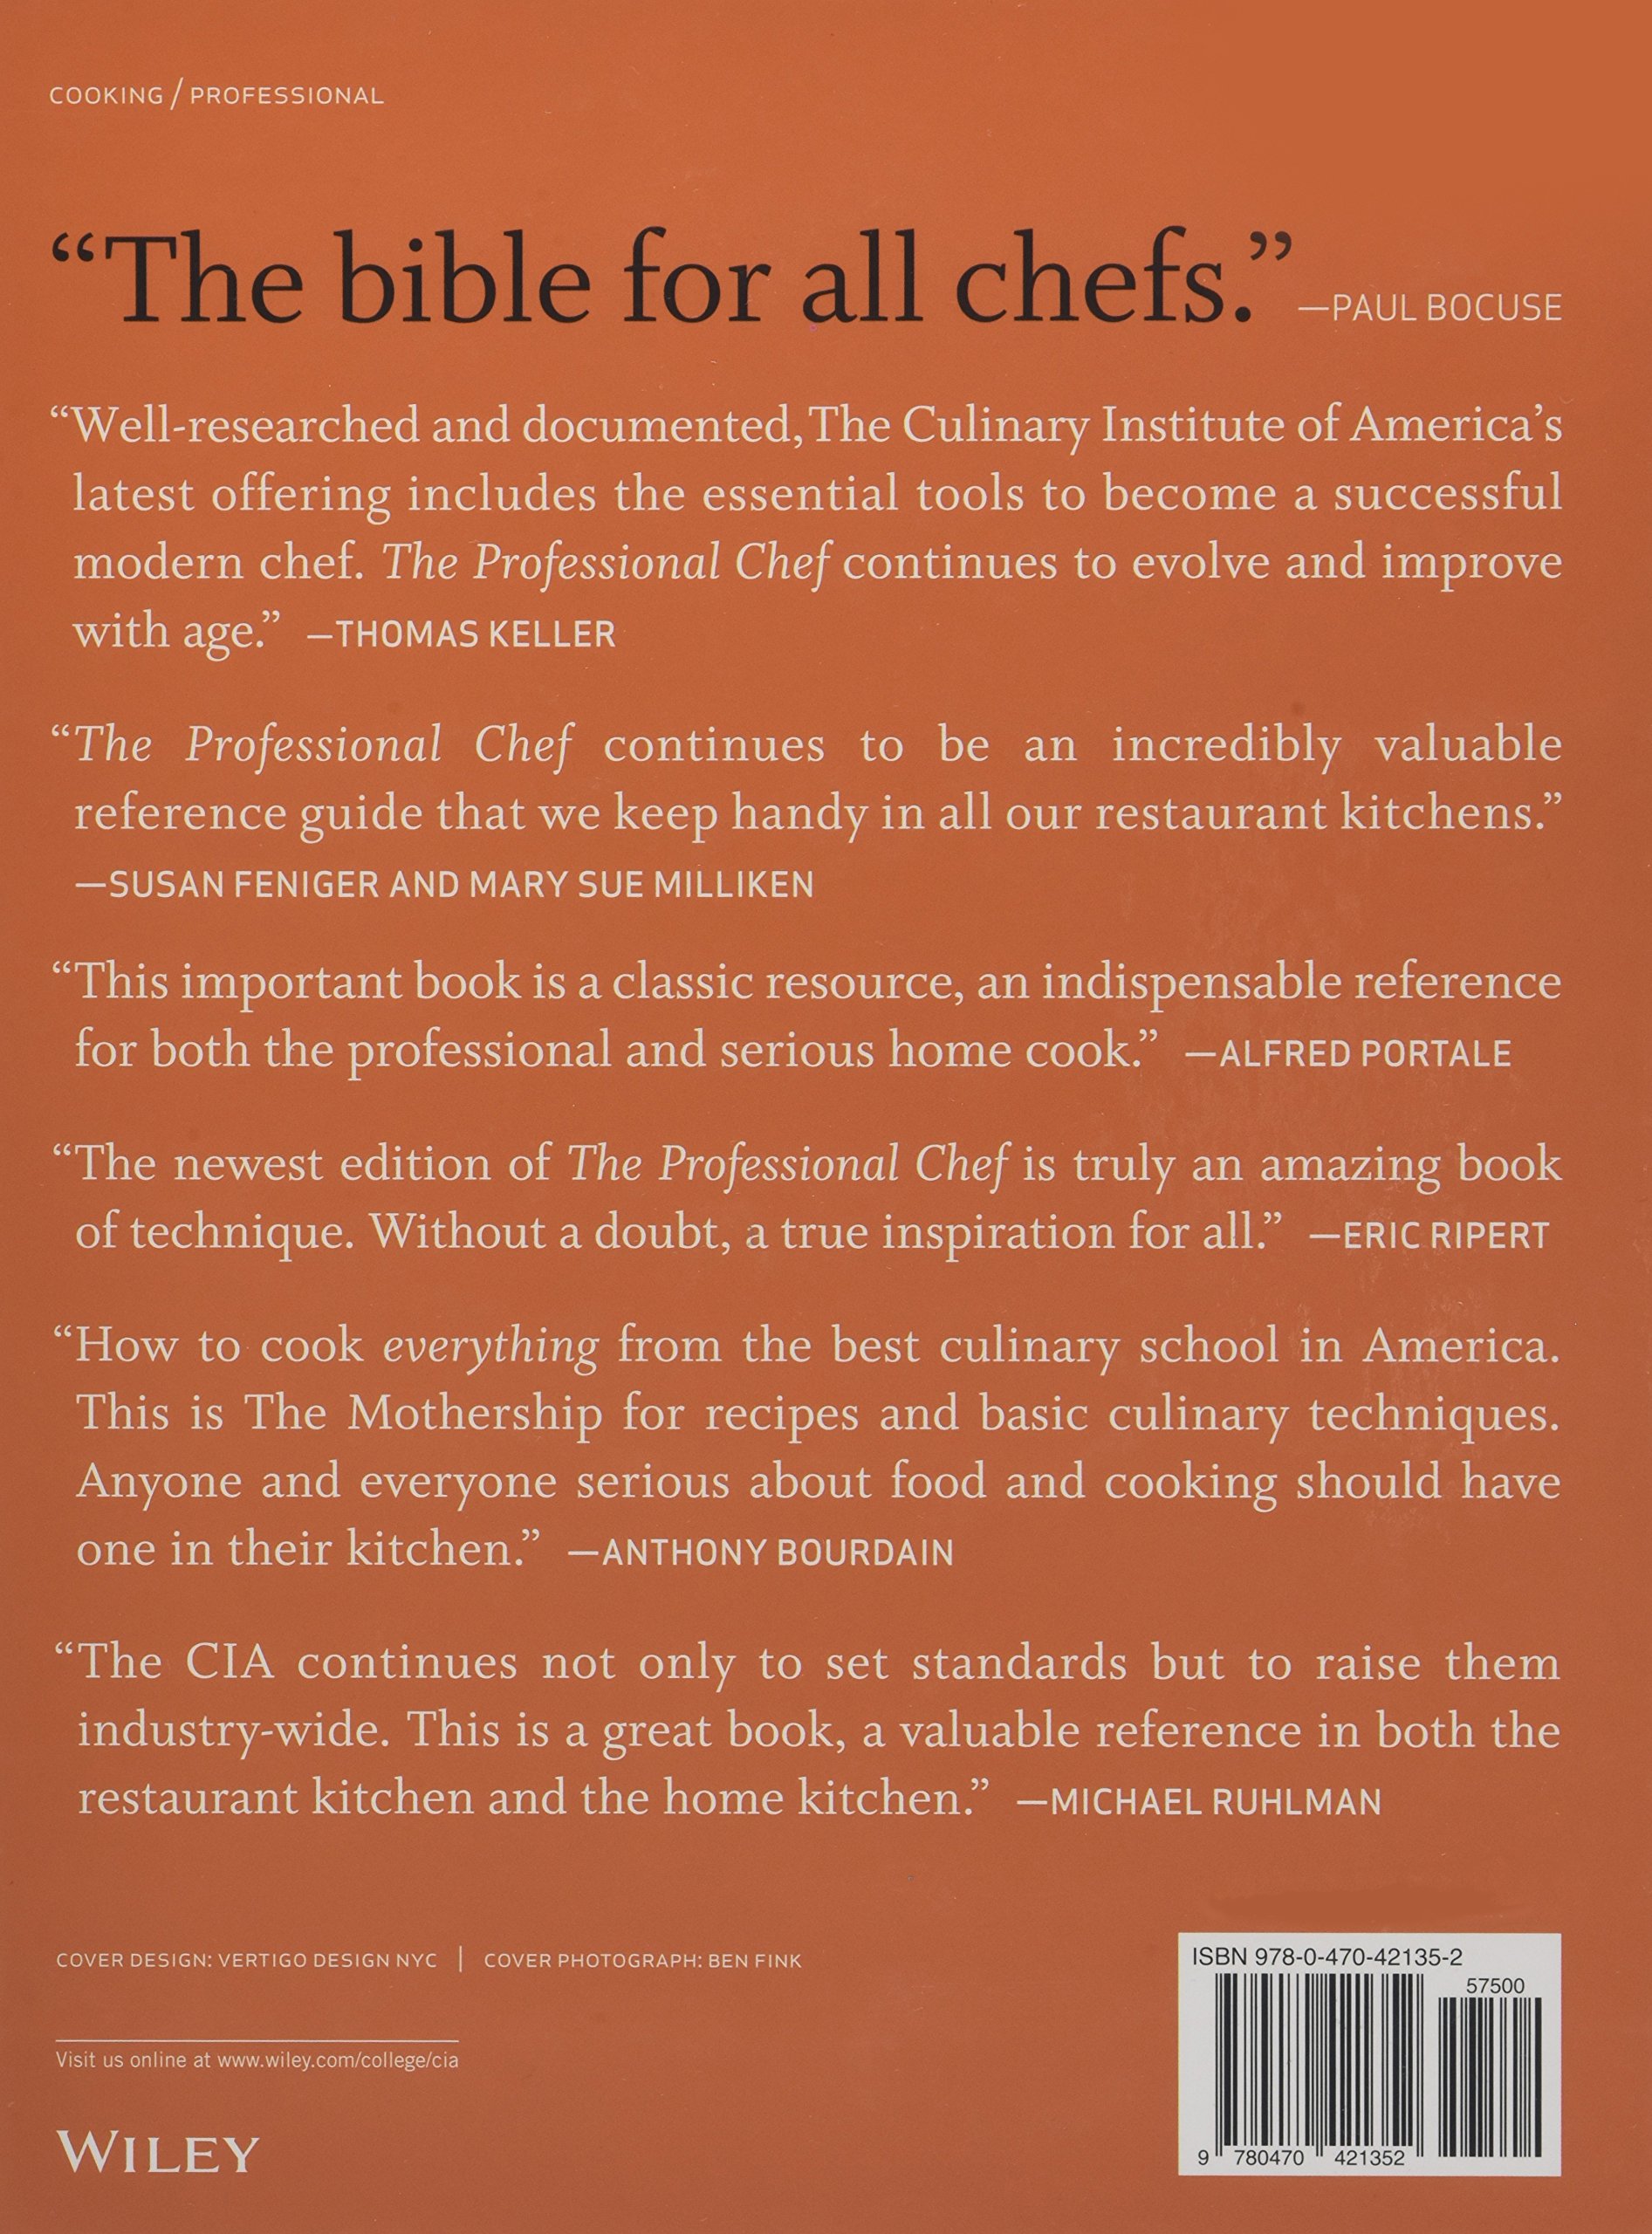 COOKING / PROFESSIONAL
“The bible for all chefs.” —PAUL BOCUSE
“Well-researched and documented, The Culinary Institute of America’s
latest offering includes the essential tools to become a successful
modern chef. The Professional Chef continues to evolve and improve
with age.” —THOMAS KELLER
“The Professional Chef continues to be an incredibly valuable
reference guide that we keep handy in all our restaurant kitchens.”
—SUSAN FENIGER AND MARY SUE MILLIKEN
“This important book is a classic resource, an indispensable reference
for both the professional and serious home cook.” —ALFRED PORTALE
“The newest edition of The Professional Chef is truly an amazing book
of technique. Without a doubt, a true inspiration for all.” —ERIC RIPERT
“How to cook everything from the best culinary school in America.
This is The Mothership for recipes and basic culinary techniques.
Anyone and everyone serious about food and cooking should have
one in their kitchen.” —ANTHONY BOURDAIN
“The CIA continues not only to set standards but to raise them
industry-wide. This is a great book, a valuable reference in both the
restaurant kitchen and the home kitchen.” —MICHAEL RUHLMAN
COVER DESIGN: VERTIGO DESIGN NYC | COVER PHOTOGRAPH: BEN FINK
Visit us online at www.wiley.com/college/cia
WILEY
ISBN 978-0-470-42135-2
57500
9 780470 421352